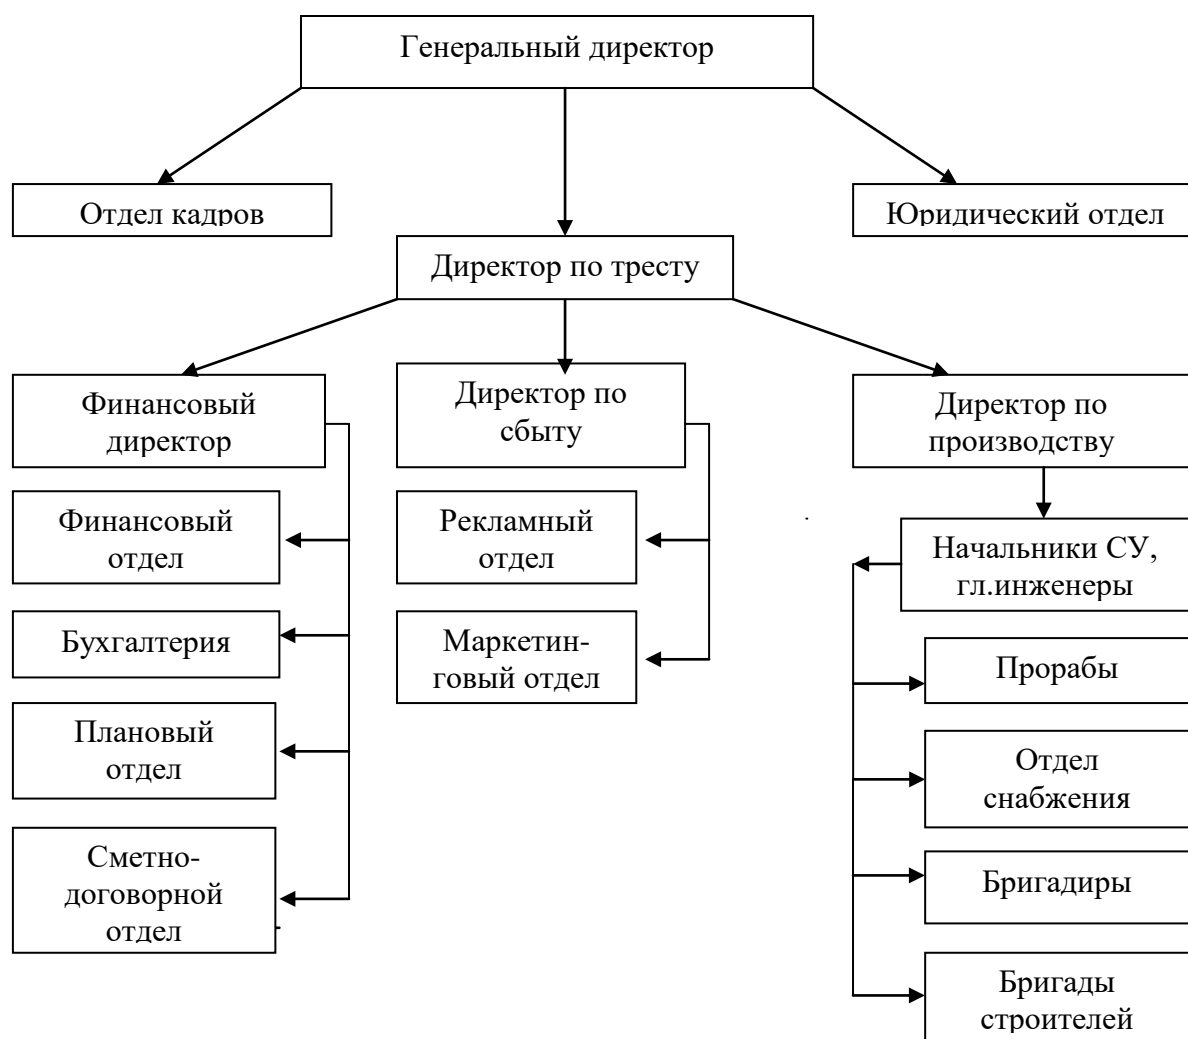 Генеральный директор
Отдел кадров
Юридический отдел
Директор по тресту
Финансовый
директор
Директор по
сбыту
Директор по
производству
Финансовый
отдел
Рекламный
отдел
Начальники СУ,
гл.инженеры
Бухгалтерия
Маркетин-
говый отдел
Прорабы
Плановый
отдел
Отдел
снабжения
Сметно-
договорной
отдел
Бригадиры
Бригады
строителей